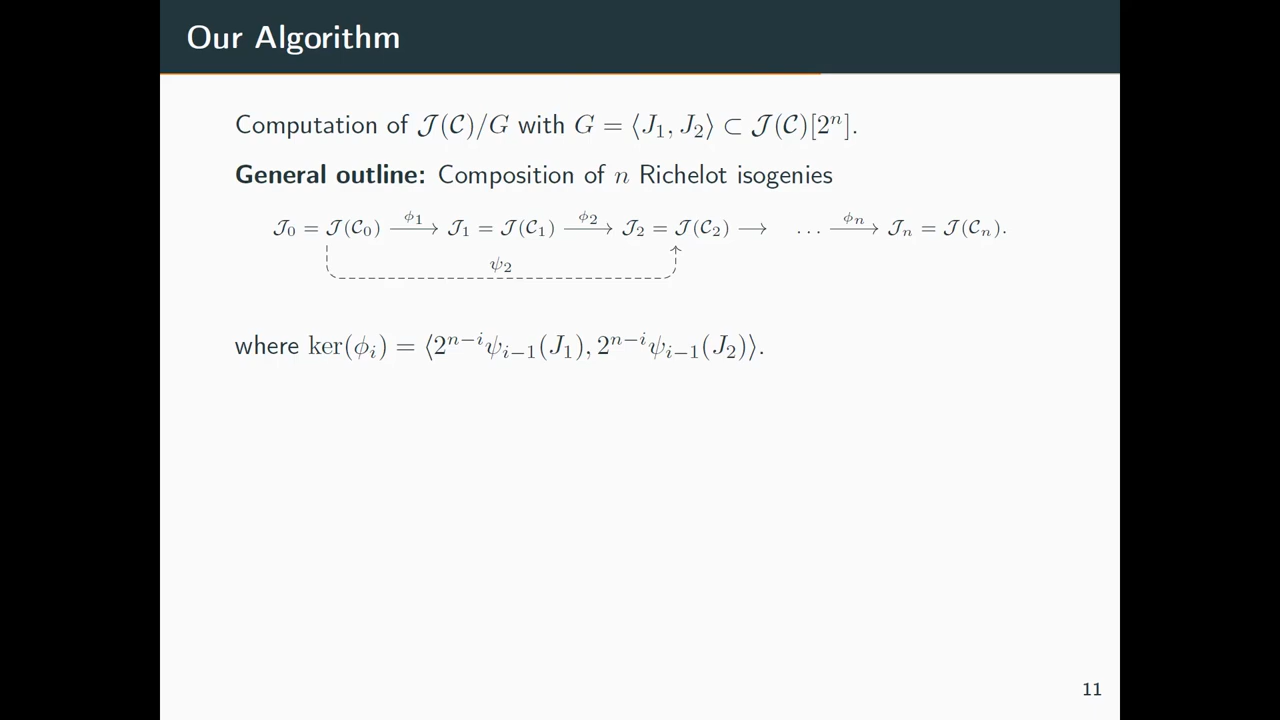 Our Algorithm
Computation of 𝒥(𝒞)/G with G = ⟨J₁, J₂⟩ ⊂ 𝒥(𝒞)[2ⁿ].
General outline: Composition of n Richelot isogenies
𝒥₀ = 𝒥(𝒞₀) —ϕ₁→ 𝒥₁ = 𝒥(𝒞₁) —ϕ₂→ 𝒥₂ = 𝒥(𝒞₂) ⟶ … —ϕₙ→ 𝒥ₙ = 𝒥(𝒞ₙ).
ψ₂
where ker(ϕᵢ) = ⟨2ⁿ⁻ⁱψᵢ₋₁(J₁), 2ⁿ⁻ⁱψᵢ₋₁(J₂)⟩.
11